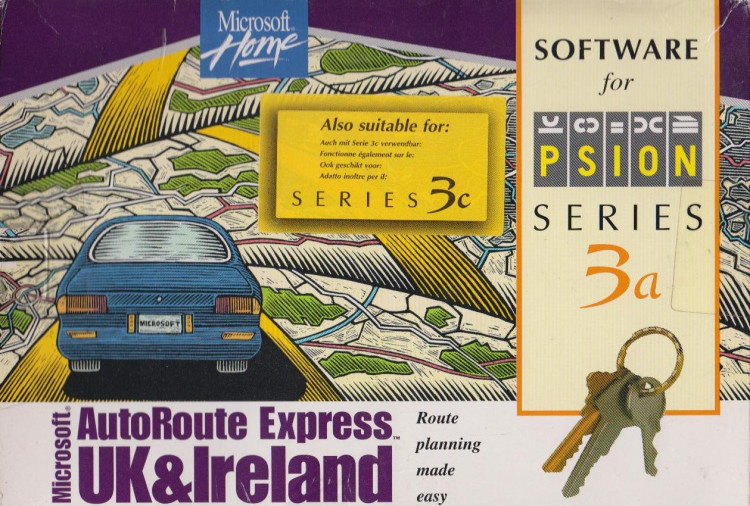 Microsoft
Home
Also suitable for:
Auch mit Serie 3c verwendbar:
Fonctionne également sur le:
Ook geschikt voor:
Adatto inoltre per il:
SERIES 3c
SOFTWARE
for
PSION
SERIES
3a
MICROSOFT
Microsoft®
AutoRoute Express™
UK&Ireland
Route
planning
made
easy